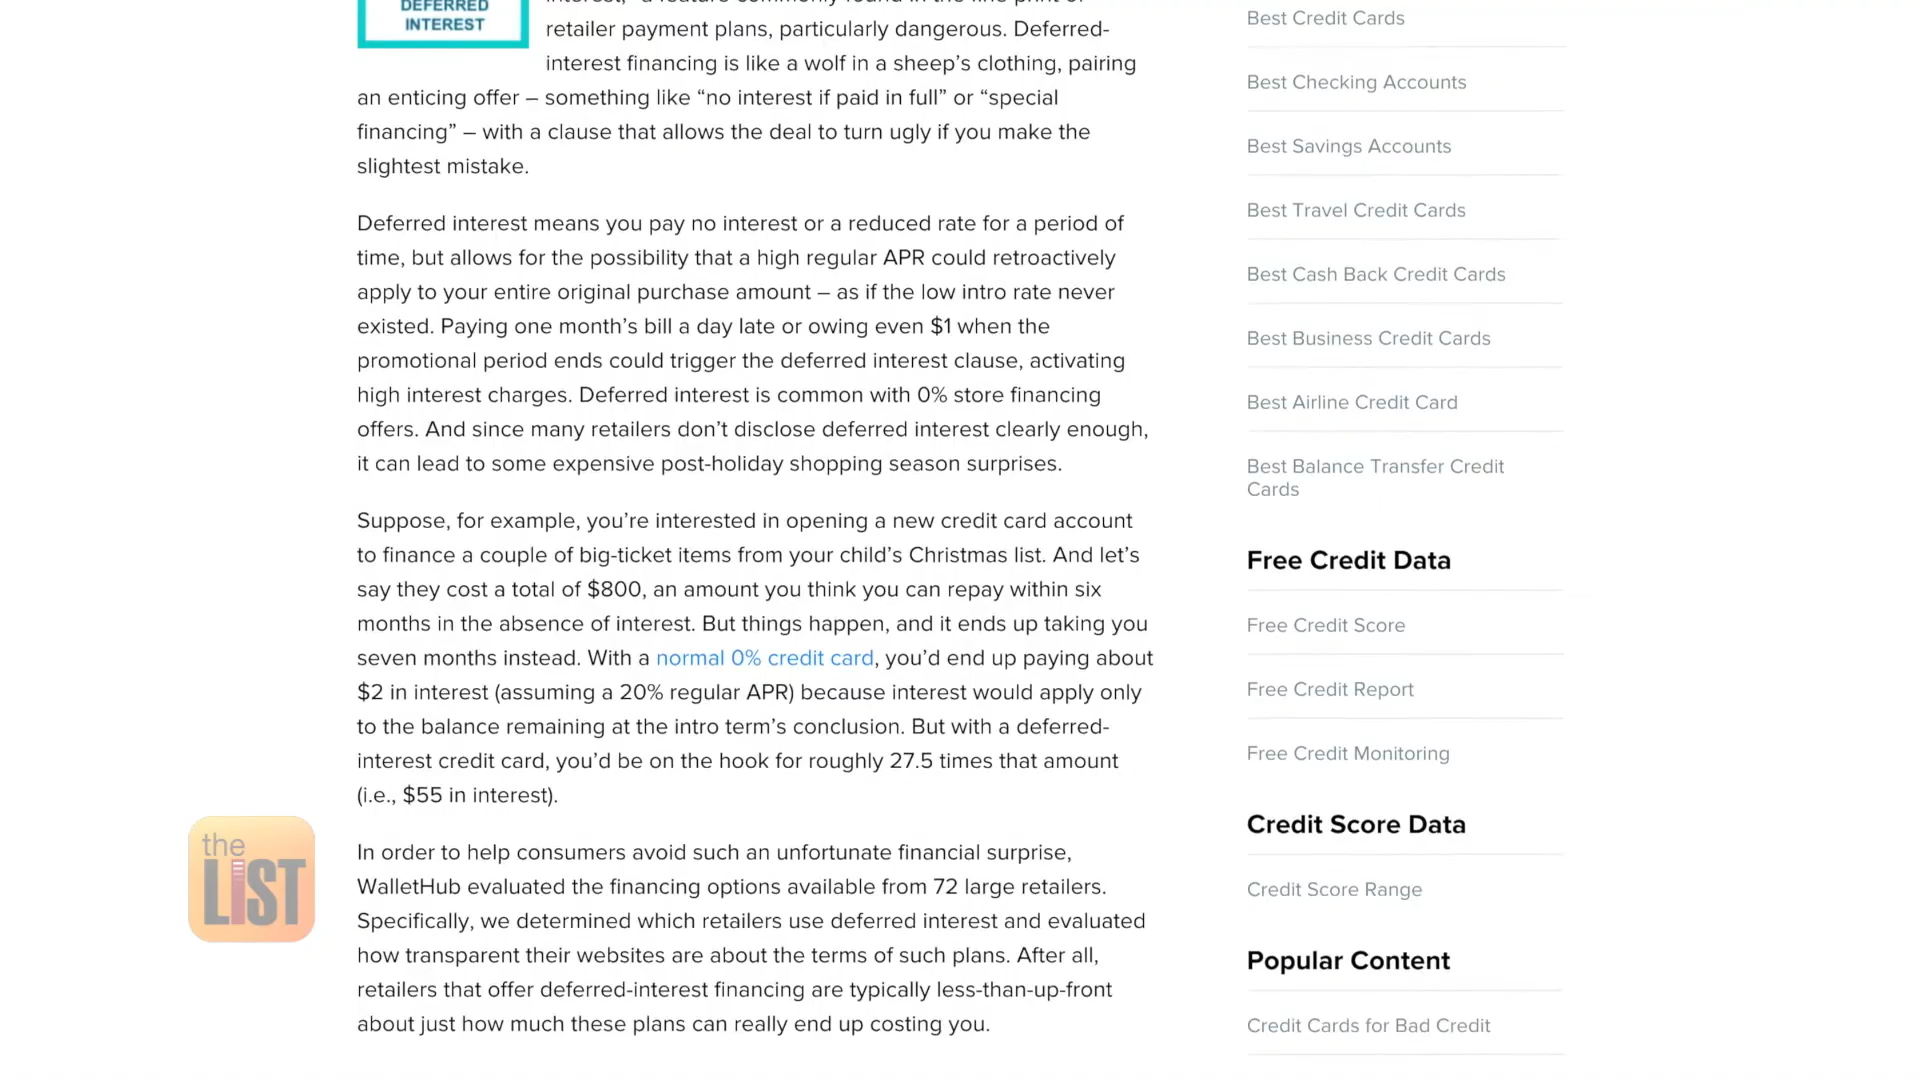 DEFERRED
INTEREST
retailer payment plans, particularly dangerous. Deferred-
interest financing is like a wolf in a sheep’s clothing, pairing
an enticing offer – something like “no interest if paid in full” or “special
financing” – with a clause that allows the deal to turn ugly if you make the
slightest mistake.
Deferred interest means you pay no interest or a reduced rate for a period of
time, but allows for the possibility that a high regular APR could retroactively
apply to your entire original purchase amount – as if the low intro rate never
existed. Paying one month’s bill a day late or owing even $1 when the
promotional period ends could trigger the deferred interest clause, activating
high interest charges. Deferred interest is common with 0% store financing
offers. And since many retailers don’t disclose deferred interest clearly enough,
it can lead to some expensive post-holiday shopping season surprises.
Suppose, for example, you’re interested in opening a new credit card account
to finance a couple of big-ticket items from your child’s Christmas list. And let’s
say they cost a total of $800, an amount you think you can repay within six
months in the absence of interest. But things happen, and it ends up taking you
seven months instead. With a normal 0% credit card, you’d end up paying about
$2 in interest (assuming a 20% regular APR) because interest would apply only
to the balance remaining at the intro term’s conclusion. But with a deferred-
interest credit card, you’d be on the hook for roughly 27.5 times that amount
(i.e., $55 in interest).
In order to help consumers avoid such an unfortunate financial surprise,
WalletHub evaluated the financing options available from 72 large retailers.
Specifically, we determined which retailers use deferred interest and evaluated
how transparent their websites are about the terms of such plans. After all,
retailers that offer deferred-interest financing are typically less-than-up-front
about just how much these plans can really end up costing you.
the
LIST
Best Credit Cards
Best Checking Accounts
Best Savings Accounts
Best Travel Credit Cards
Best Cash Back Credit Cards
Best Business Credit Cards
Best Airline Credit Card
Best Balance Transfer Credit
Cards
Free Credit Data
Free Credit Score
Free Credit Report
Free Credit Monitoring
Credit Score Data
Credit Score Range
Popular Content
Credit Cards for Bad Credit